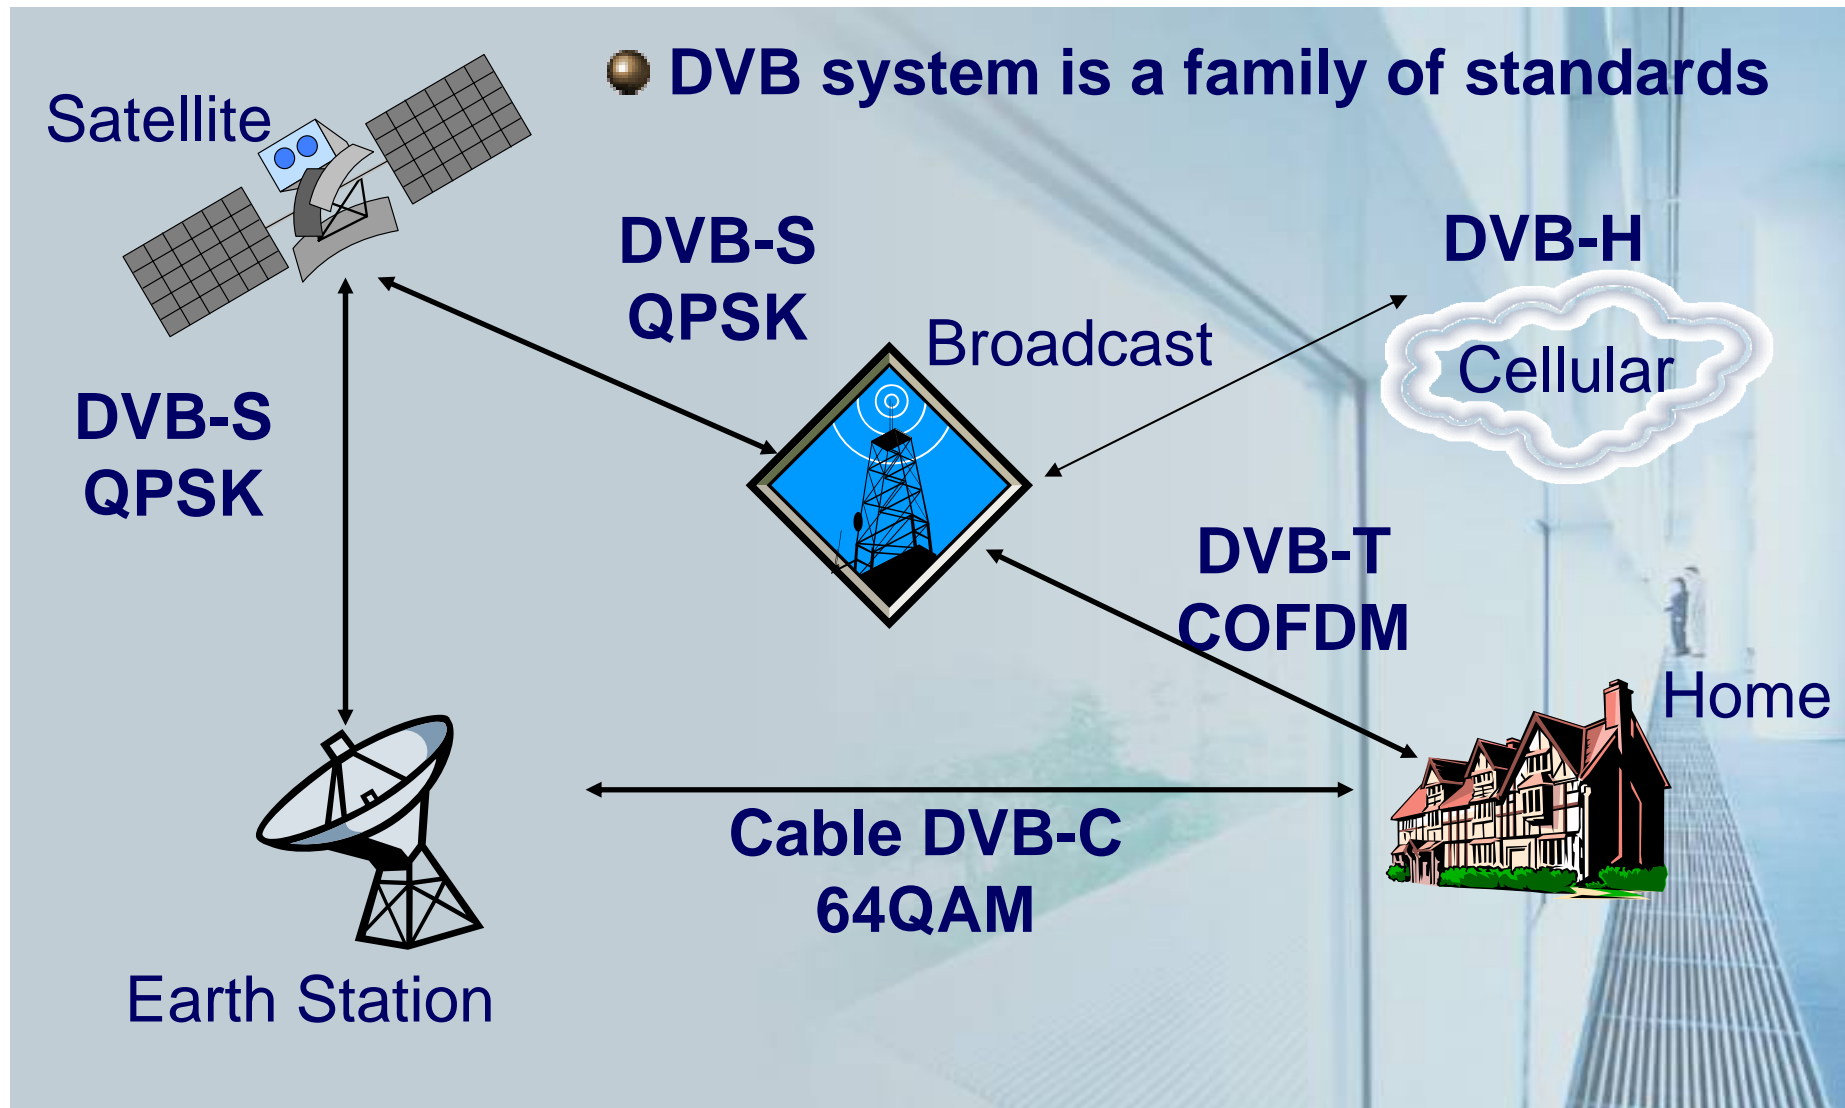 DVB system is a family of standards
Satellite
DVB-S
QPSK
DVB-H
Broadcast
Cellular
DVB-S
QPSK
DVB-T
COFDM
Home
Cable DVB-C
64QAM
Earth Station